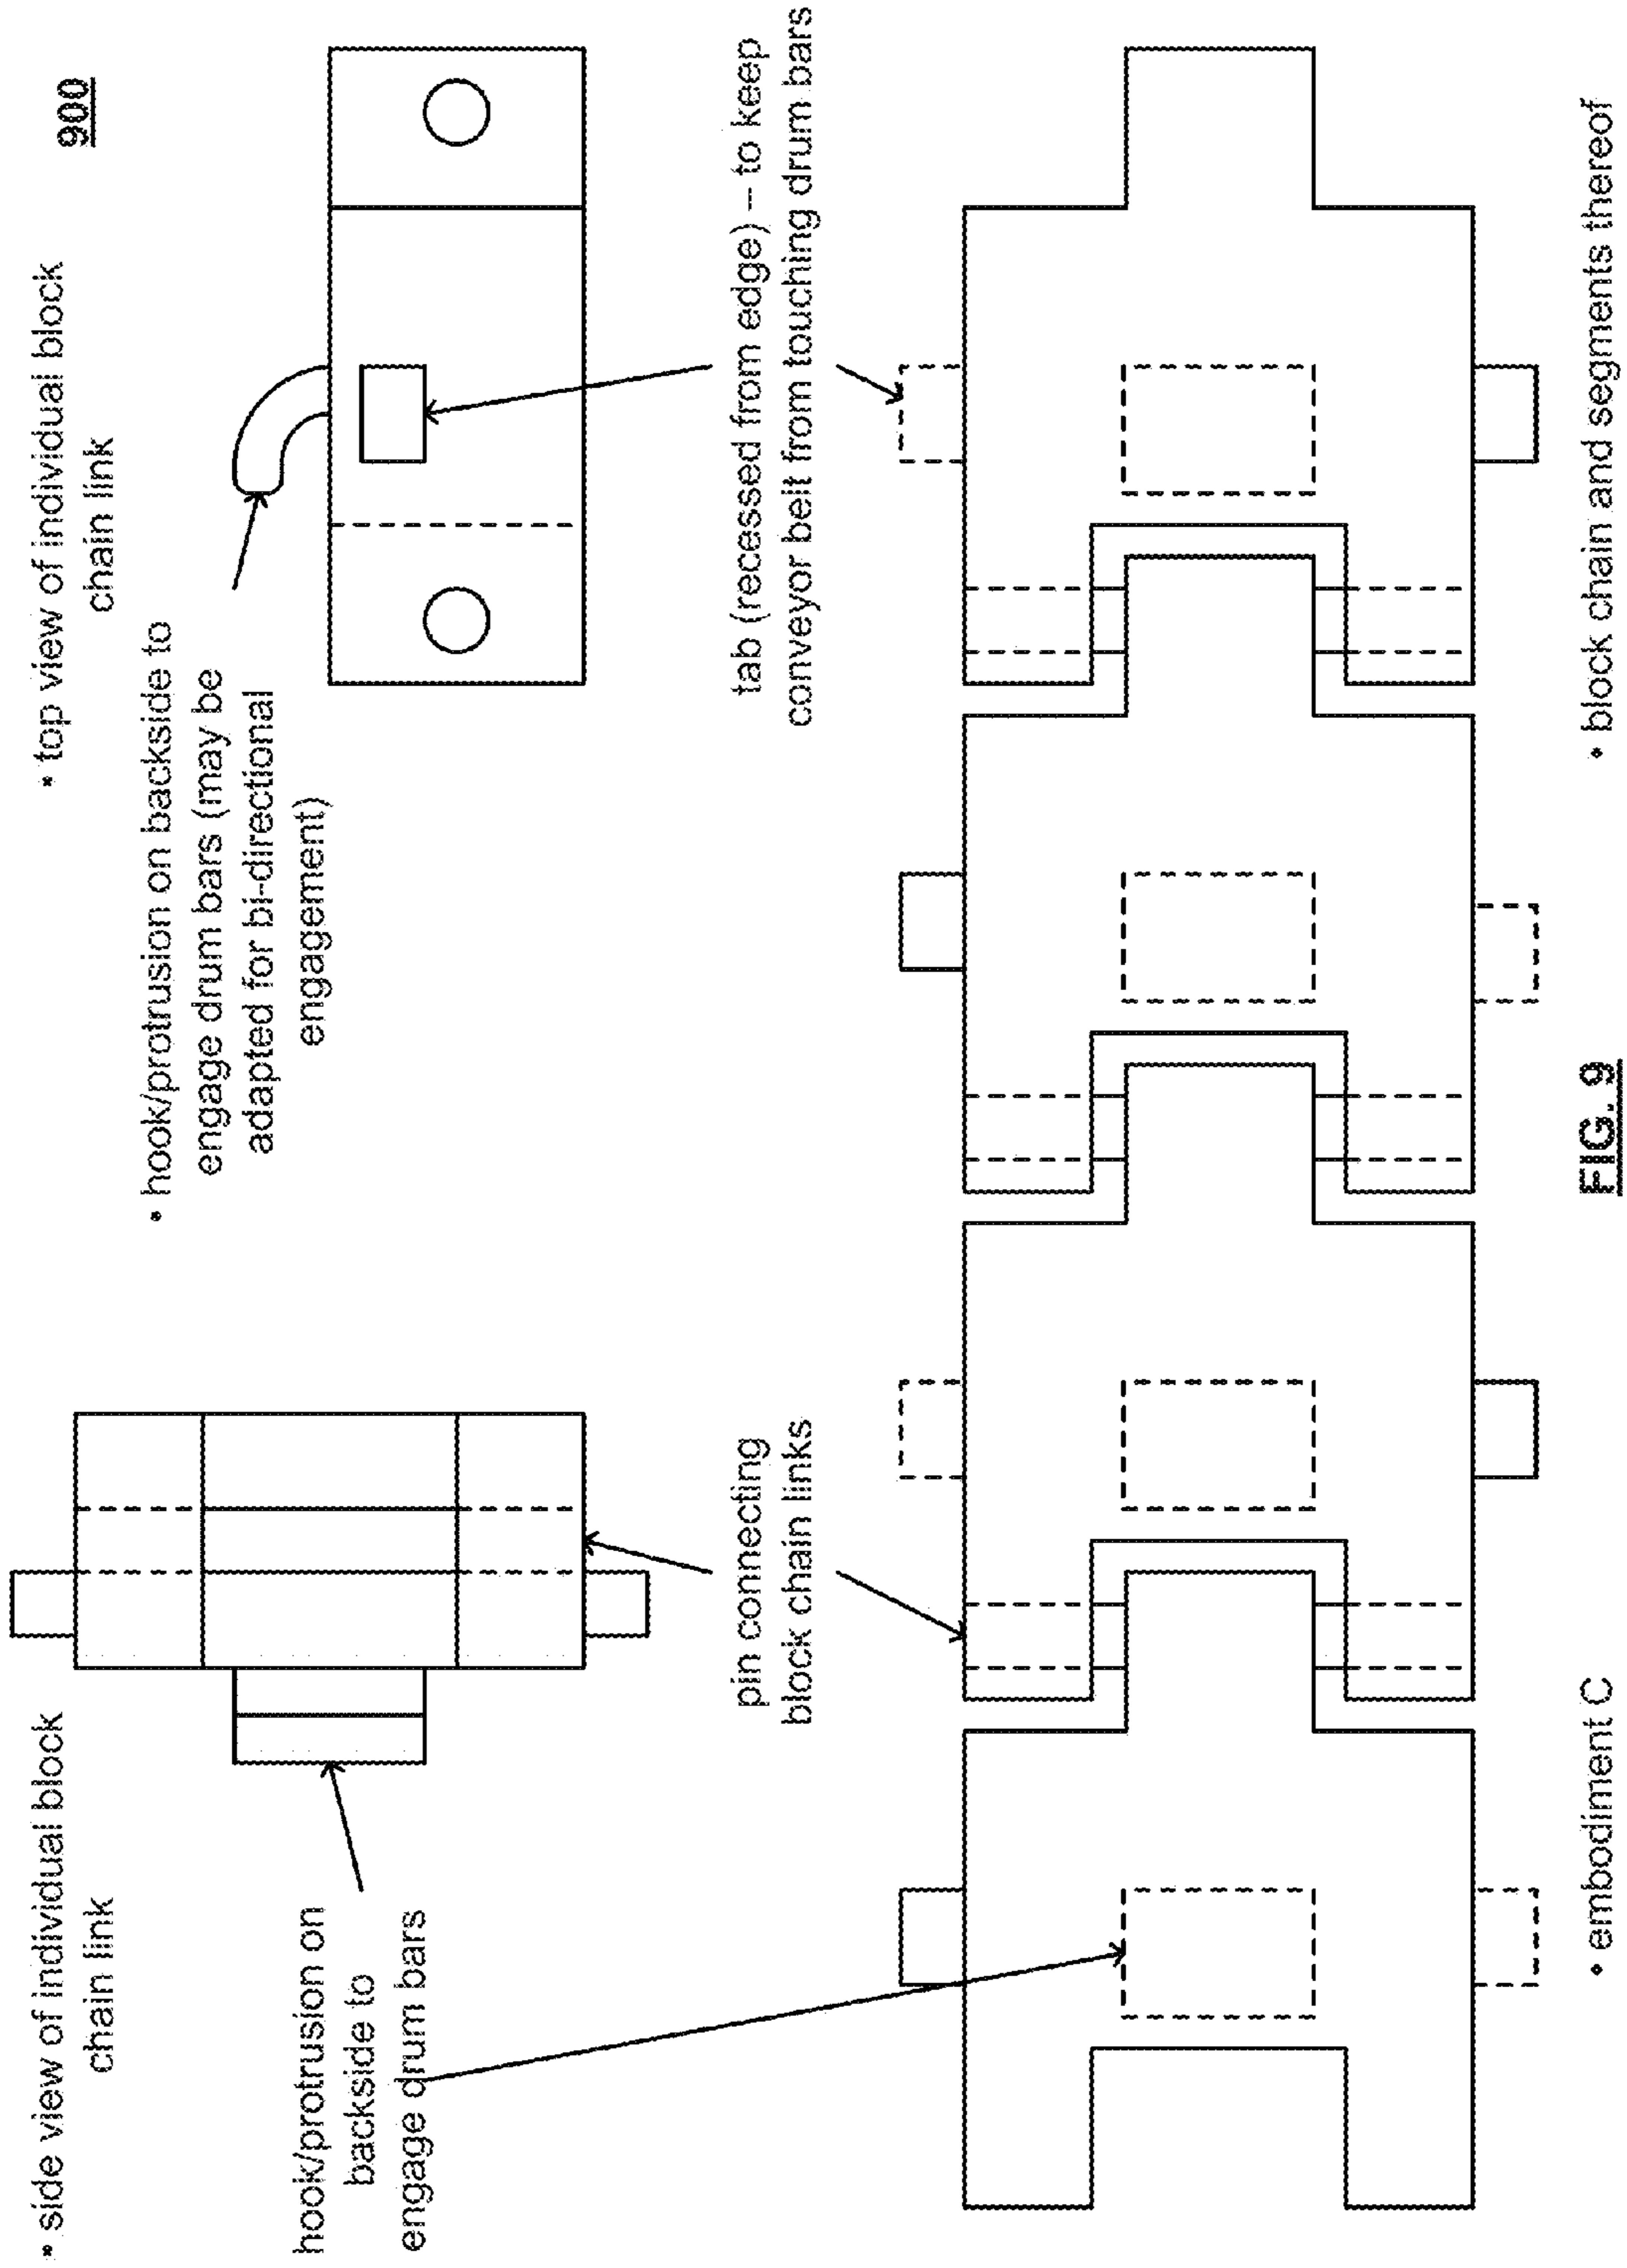 900
• side view of individual block
chain link
• top view of individual block
chain link
hook/protrusion on
backside to
engage drum bars
• hook/protrusion on backside to
engage drum bars (may be
adapted for bi-directional
engagement)
pin connecting
block chain links
tab (recessed from edge) – to keep
conveyor belt from touching drum bars
• embodiment C
• block chain and segments thereof
FIG. 9